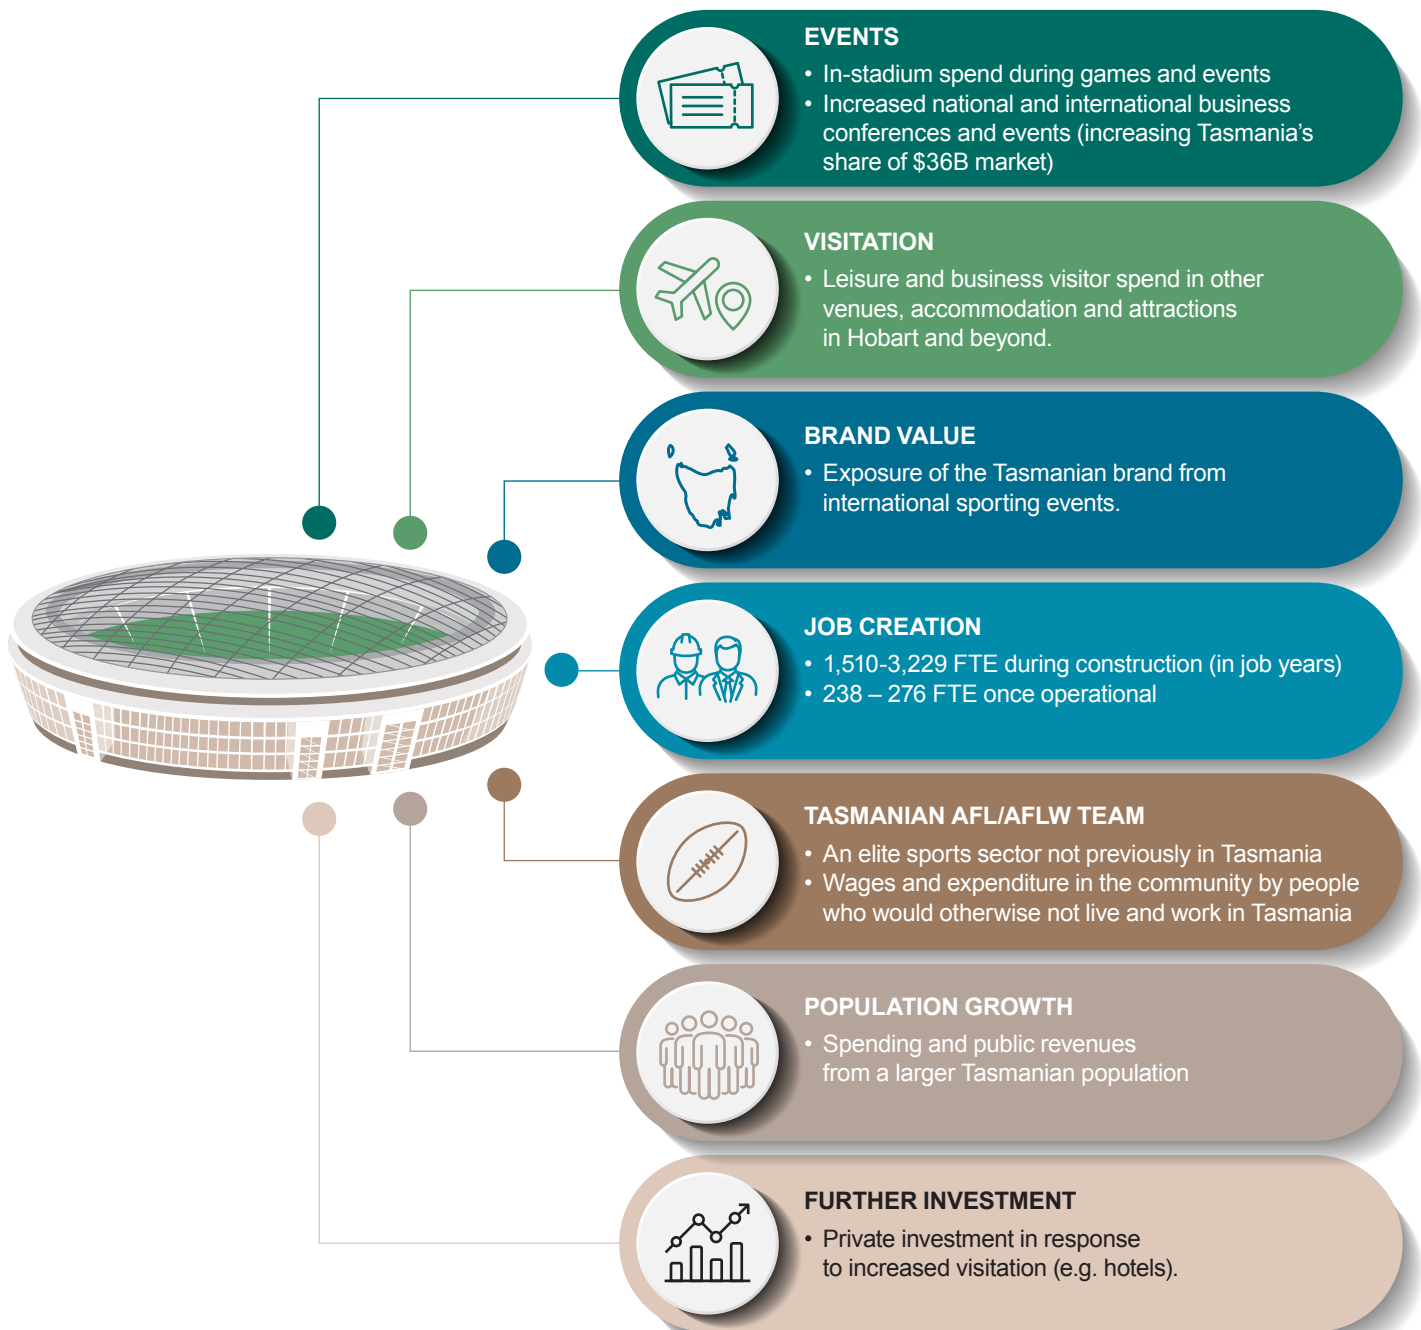 EVENTS
• In-stadium spend during games and events
• Increased national and international business
conferences and events (increasing Tasmania’s
share of $36B market)
VISITATION
• Leisure and business visitor spend in other
venues, accommodation and attractions
in Hobart and beyond.
BRAND VALUE
• Exposure of the Tasmanian brand from
international sporting events.
JOB CREATION
• 1,510-3,229 FTE during construction (in job years)
• 238 – 276 FTE once operational
TASMANIAN AFL/AFLW TEAM
• An elite sports sector not previously in Tasmania
• Wages and expenditure in the community by people
who would otherwise not live and work in Tasmania
POPULATION GROWTH
• Spending and public revenues
from a larger Tasmanian population
FURTHER INVESTMENT
• Private investment in response
to increased visitation (e.g. hotels).